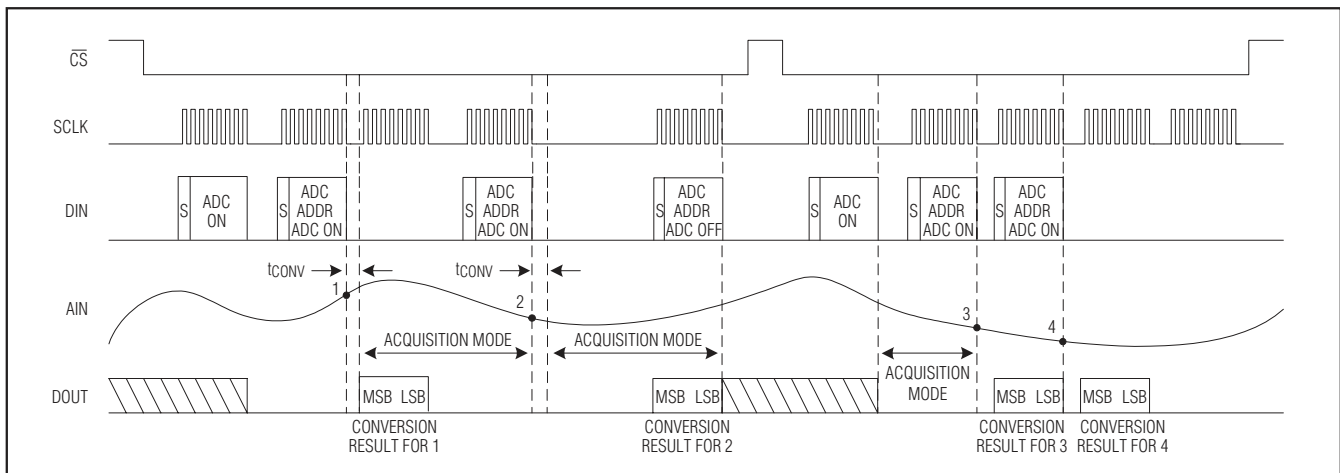 CS
SCLK
DIN
S
ADC
ON
S
ADC
ADDR
ADC ON
S
ADC
ADDR
ADC ON
S
ADC
ADDR
ADC OFF
S
ADC
ON
S
ADC
ADDR
ADC ON
S
ADC
ADDR
ADC ON
tCONV
tCONV
AIN
1
2
3
4
ACQUISITION MODE
ACQUISITION MODE
ACQUISITION
MODE
DOUT
MSB LSB
MSB LSB
MSB LSB
MSB LSB
CONVERSION
RESULT FOR 1
CONVERSION
RESULT FOR 2
CONVERSION
RESULT FOR 3
CONVERSION
RESULT FOR 4